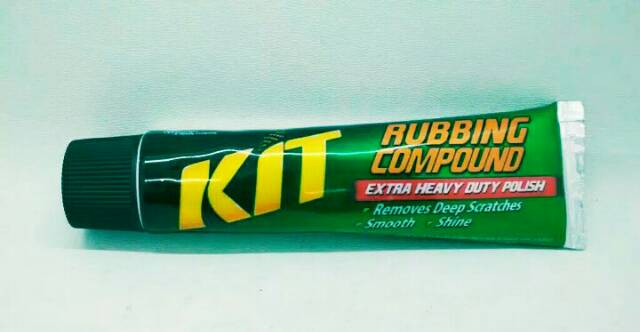 KIT
RUBBING
COMPOUND
EXTRA HEAVY DUTY POLISH
Removes Deep Scratches
Smooth Shine